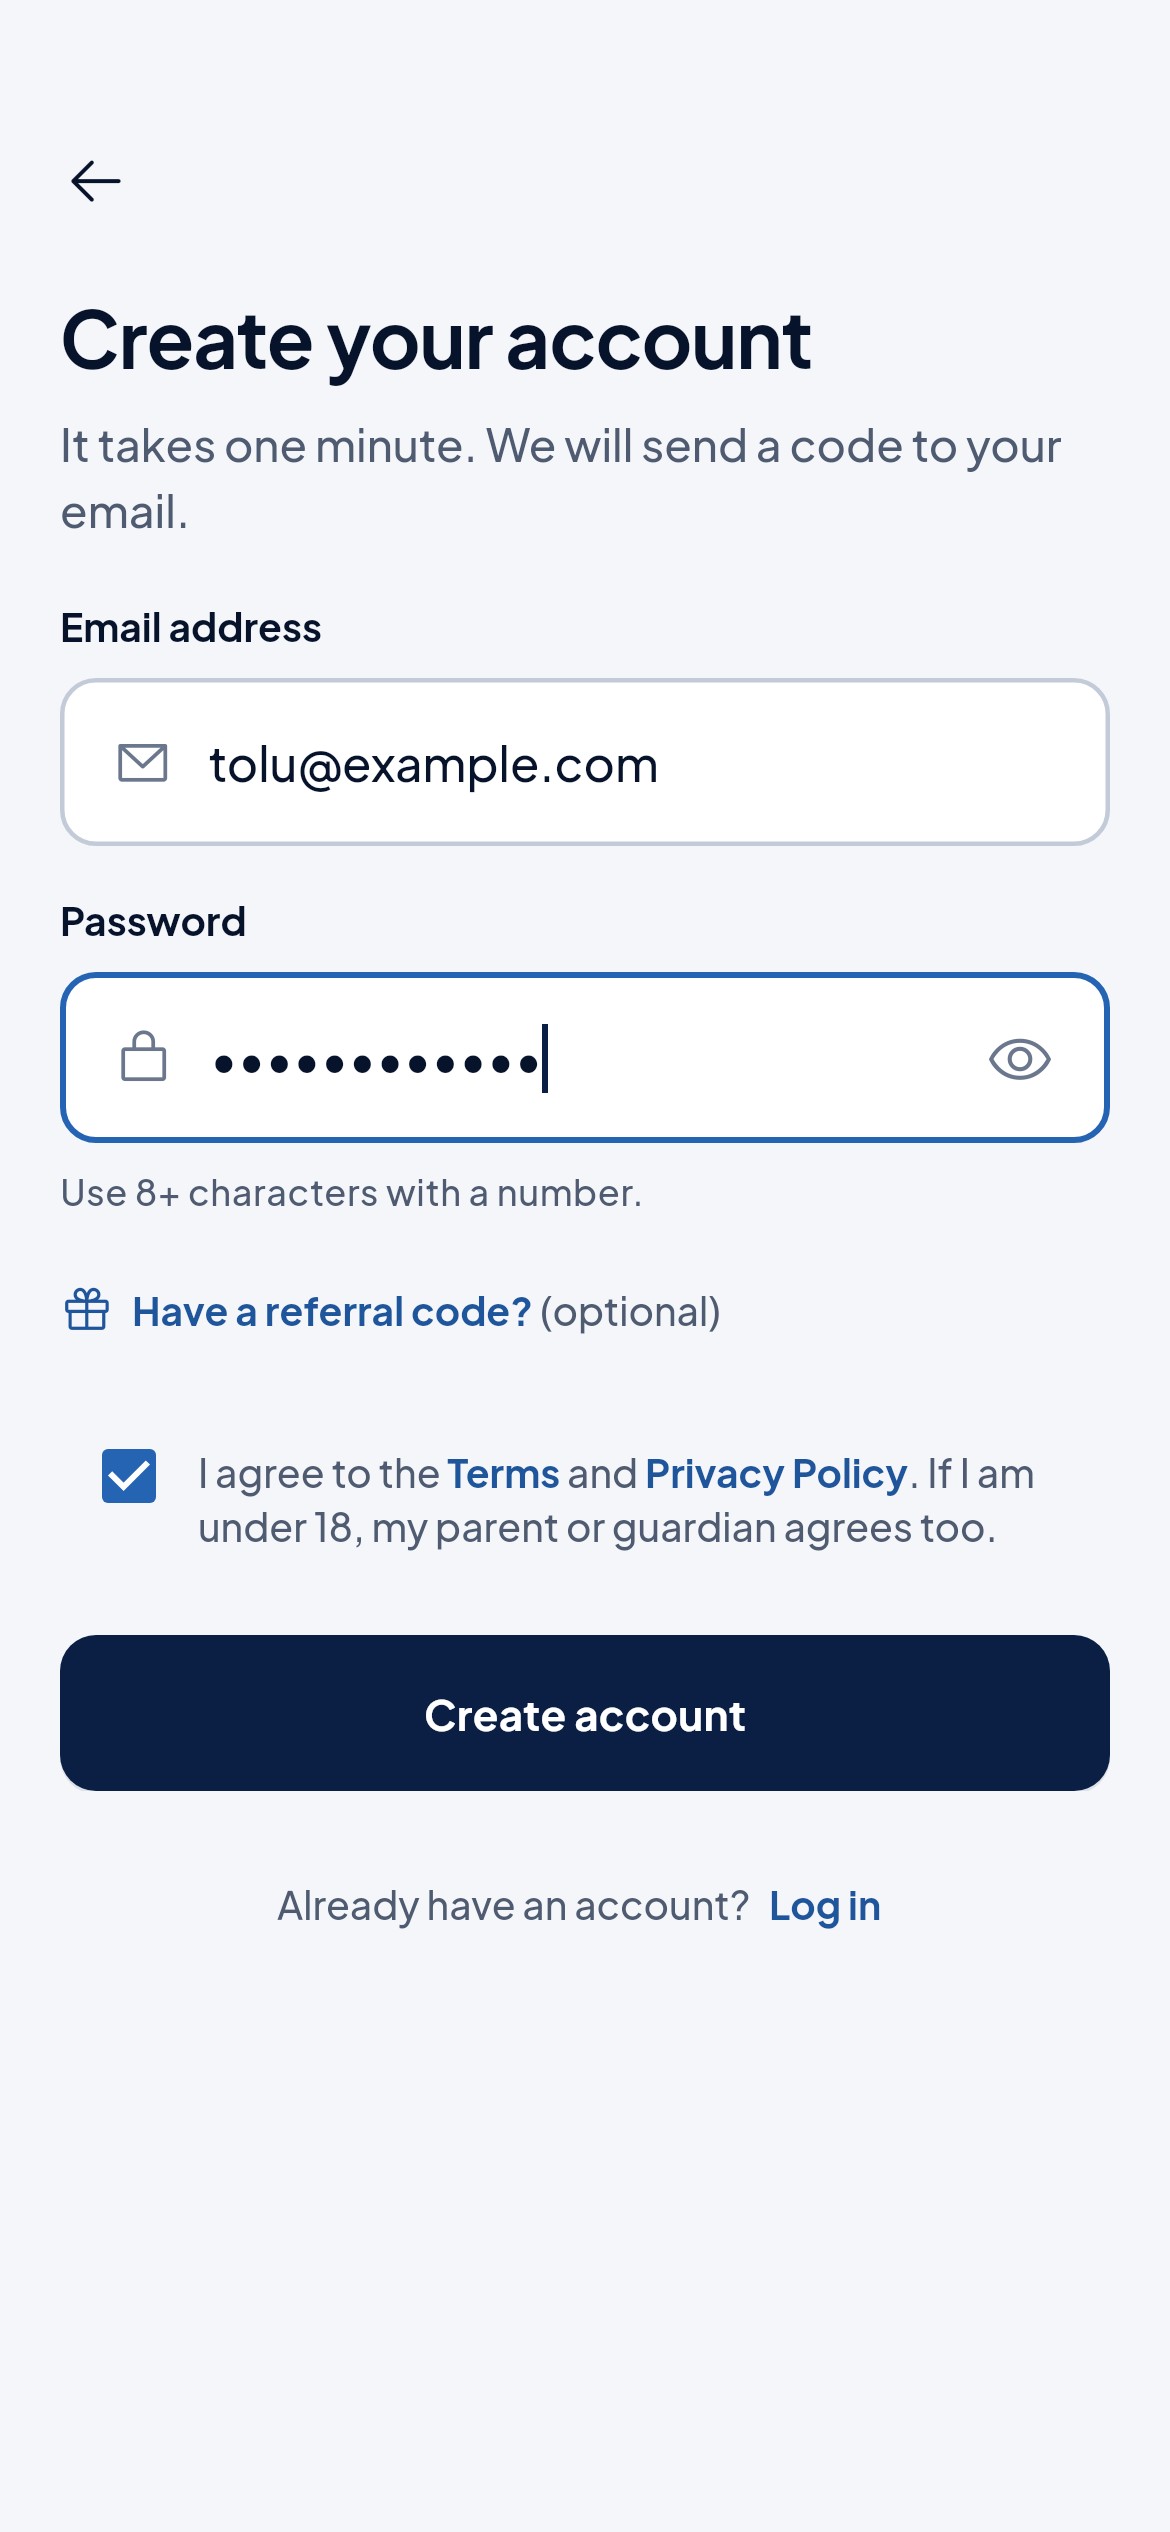 Create your account
It takes one minute. We will send a code to your
email.
Email address
tolu@example.com
Password
••••••••••••
Use 8+ characters with a number.
Have a referral code? (optional)
I agree to the Terms and Privacy Policy. If I am
under 18, my parent or guardian agrees too.
Create account
Already have an account? Log in